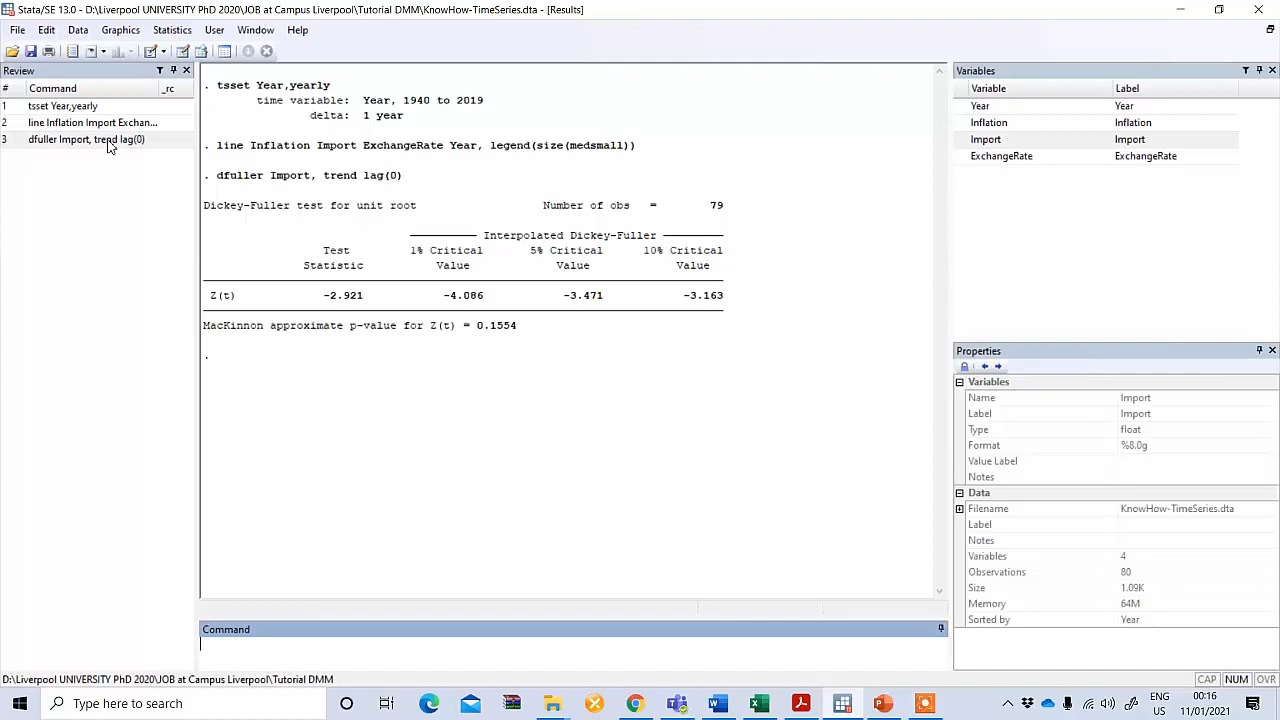 Stata/SE 13.0 - D:\Liverpool UNIVERSITY PhD 2020\JOB at Campus Liverpool\Tutorial DMM\KnowHow-TimeSeries.dta - [Results]
File Edit Data Graphics Statistics User Window Help
Review
# Command _rc
1 tsset Year,yearly
2 line Inflation Import Exchan...
3 dfuller Import, trend lag(0)
. tsset Year,yearly
time variable: Year, 1940 to 2019
delta: 1 year
. line Inflation Import ExchangeRate Year, legend(size(medsmall))
. dfuller Import, trend lag(0)
Dickey-Fuller test for unit root Number of obs = 79
Interpolated Dickey-Fuller
Test 1% Critical 5% Critical 10% Critical
Statistic Value Value Value
Z(t) -2.921 -4.086 -3.471 -3.163
MacKinnon approximate p-value for Z(t) = 0.1554
.
Command
Variables
Variable Label
Year Year
Inflation Inflation
Import Import
ExchangeRate ExchangeRate
Properties
Variables
Name Import
Label Import
Type float
Format %8.0g
Value Label
Notes
Data
Filename KnowHow-TimeSeries.dta
Label
Notes
Variables 4
Observations 80
Size 1.09K
Memory 64M
Sorted by Year
D:\Liverpool UNIVERSITY PhD 2020\JOB at Campus Liverpool\Tutorial DMM
CAP NUM OVR
Type here to search
ENG
US
00:16
11/01/2021